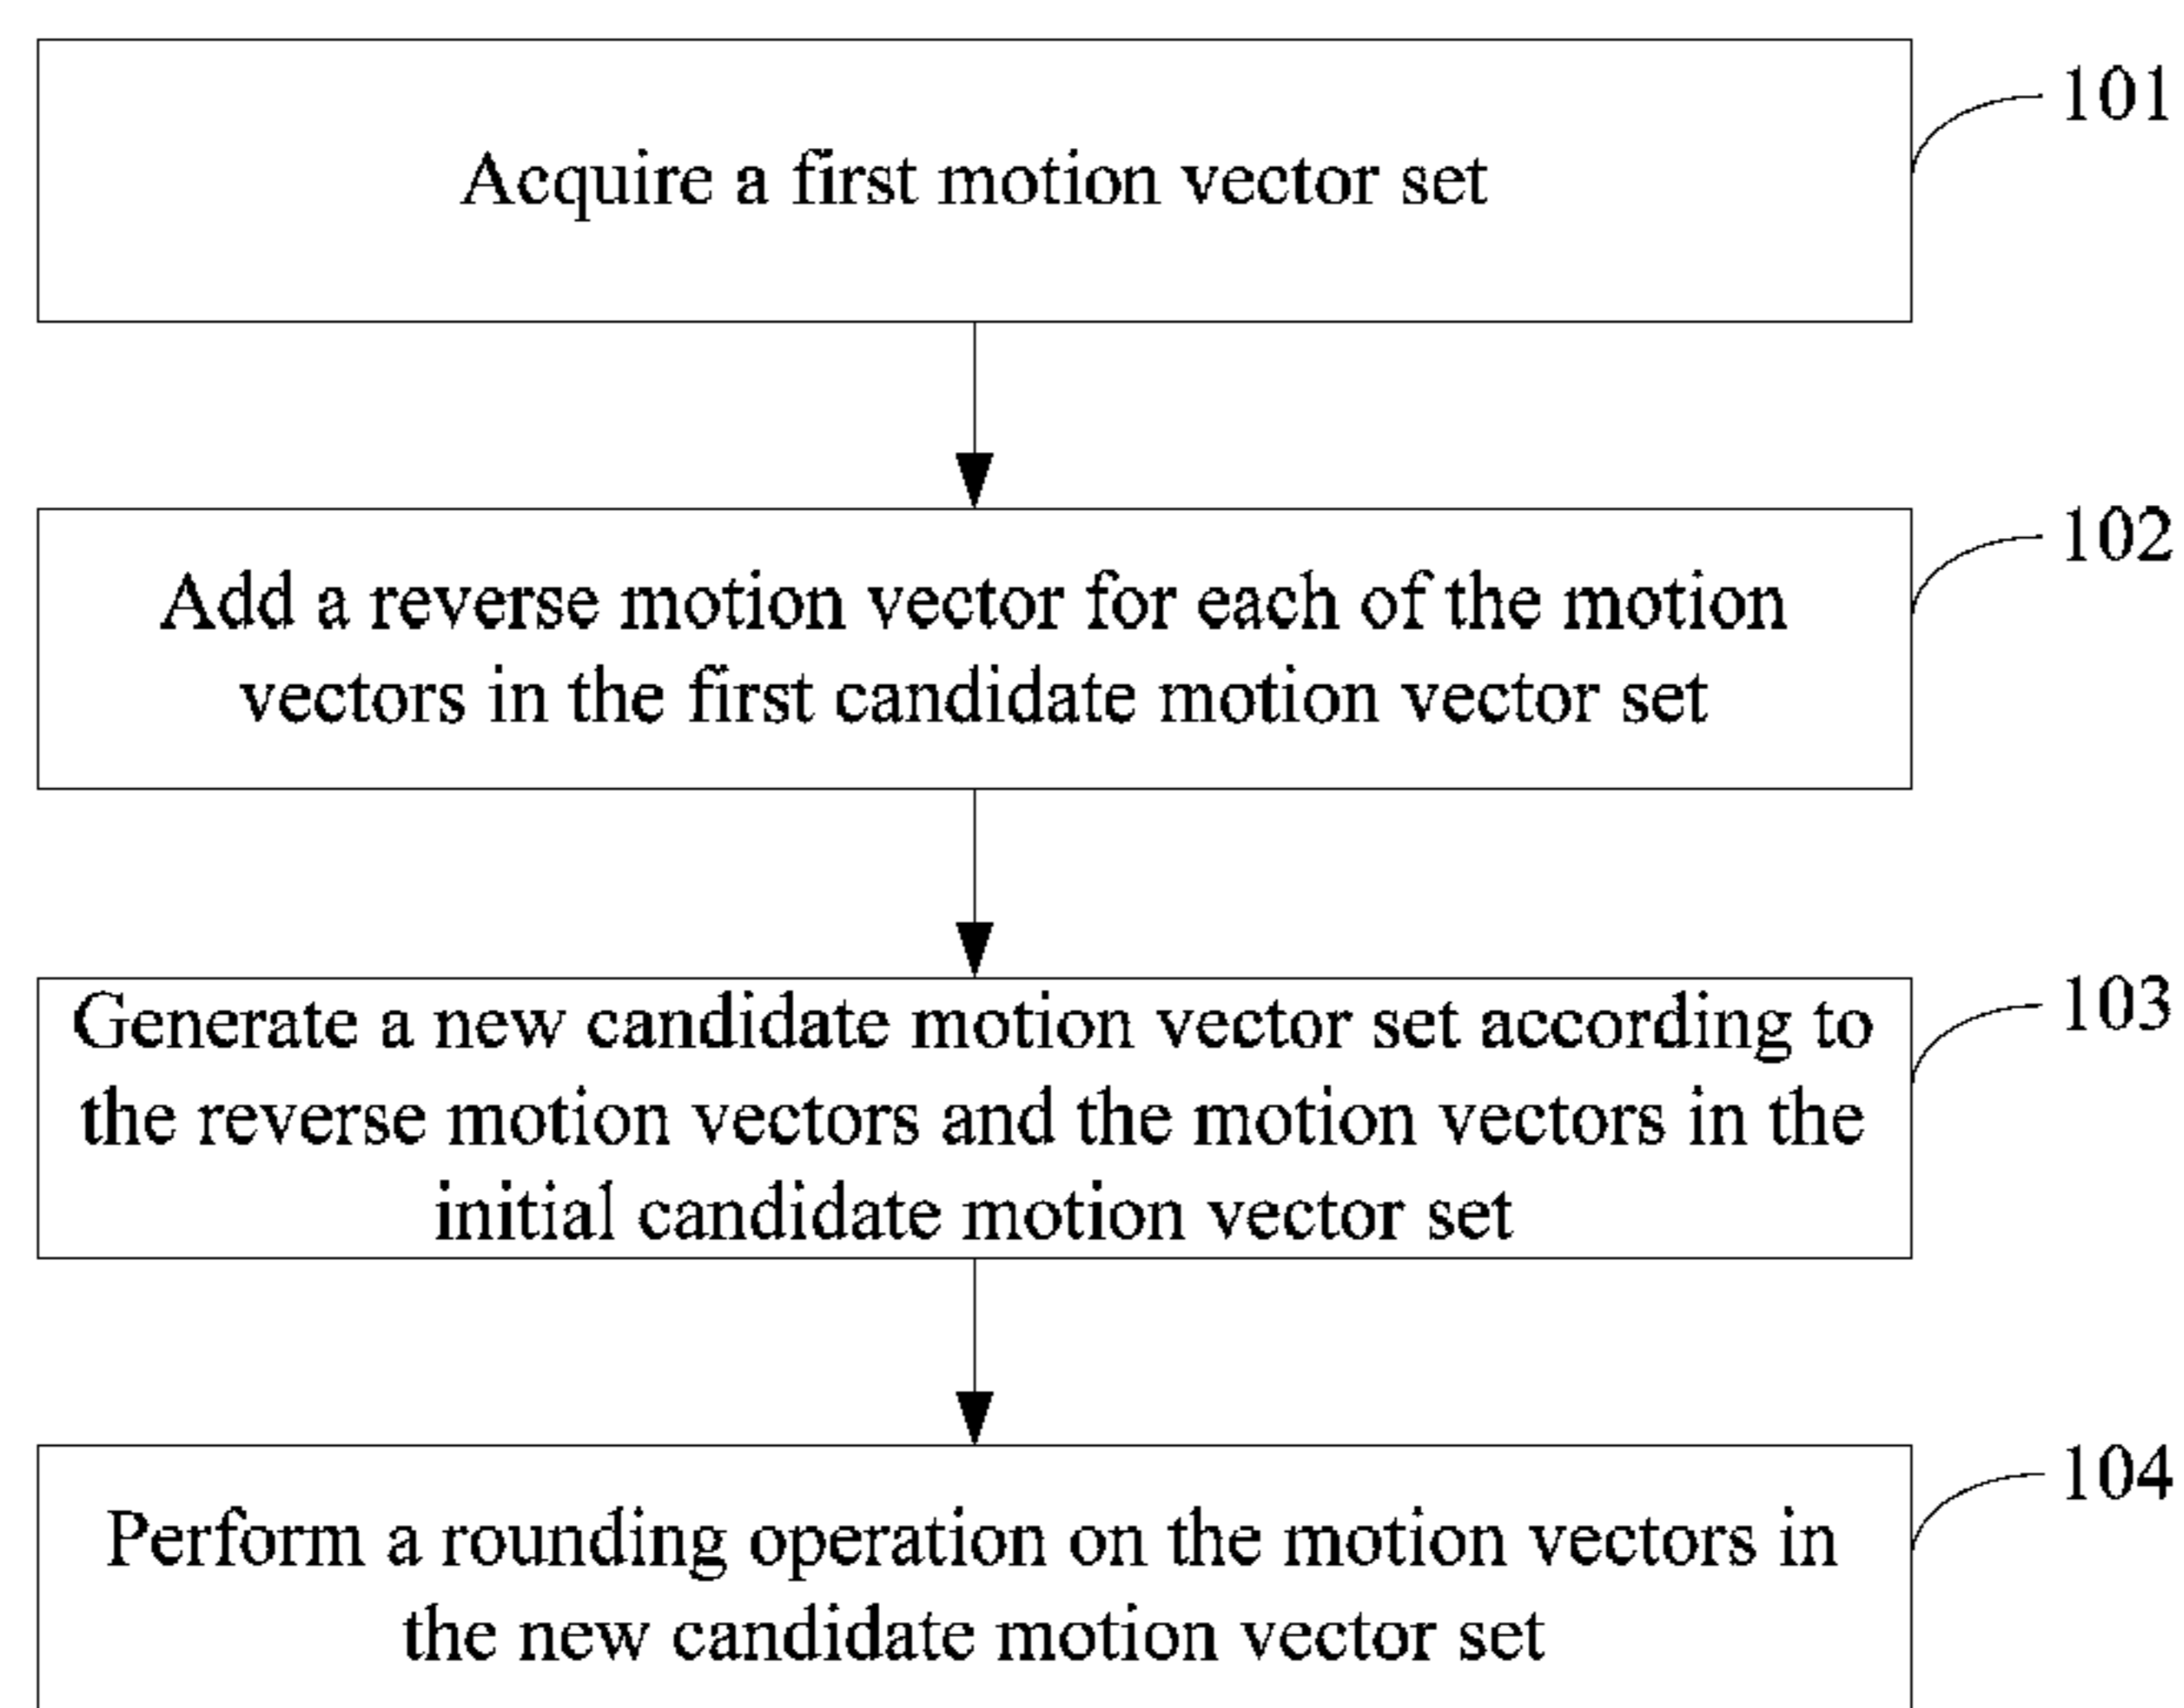 101
Acquire a first motion vector set
102
Add a reverse motion vector for each of the motion
vectors in the first candidate motion vector set
103
Generate a new candidate motion vector set according to
the reverse motion vectors and the motion vectors in the
initial candidate motion vector set
104
Perform a rounding operation on the motion vectors in
the new candidate motion vector set